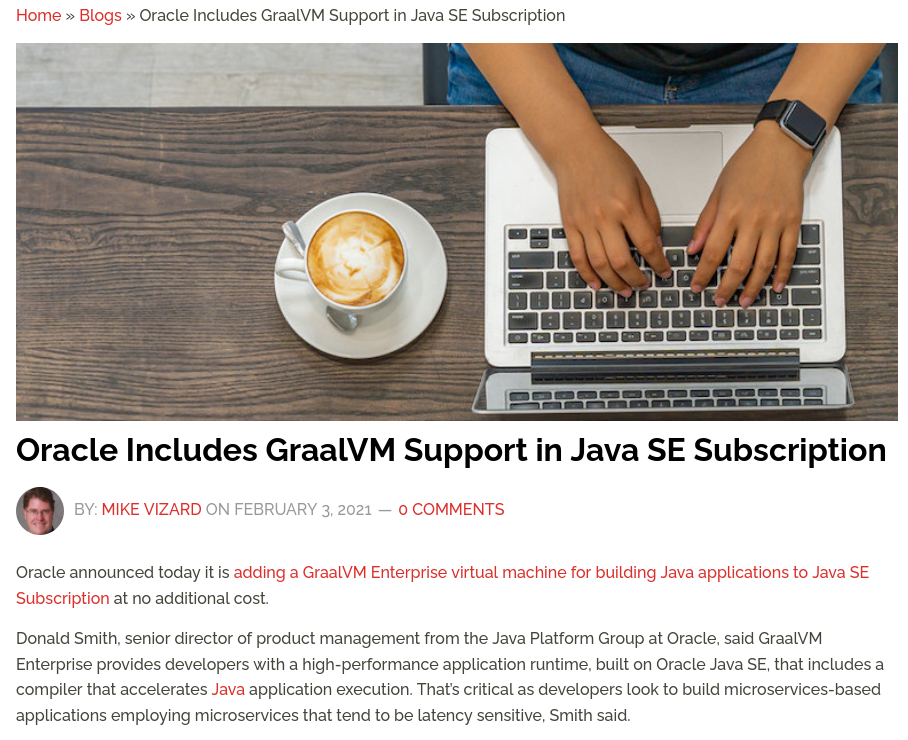 Home » Blogs » Oracle Includes GraalVM Support in Java SE Subscription
Oracle Includes GraalVM Support in Java SE Subscription
BY: MIKE VIZARD ON FEBRUARY 3, 2021 — 0 COMMENTS
Oracle announced today it is adding a GraalVM Enterprise virtual machine for building Java applications to Java SE
Subscription at no additional cost.
Donald Smith, senior director of product management from the Java Platform Group at Oracle, said GraalVM
Enterprise provides developers with a high-performance application runtime, built on Oracle Java SE, that includes a
compiler that accelerates Java application execution. That’s critical as developers look to build microservices-based
applications employing microservices that tend to be latency sensitive, Smith said.